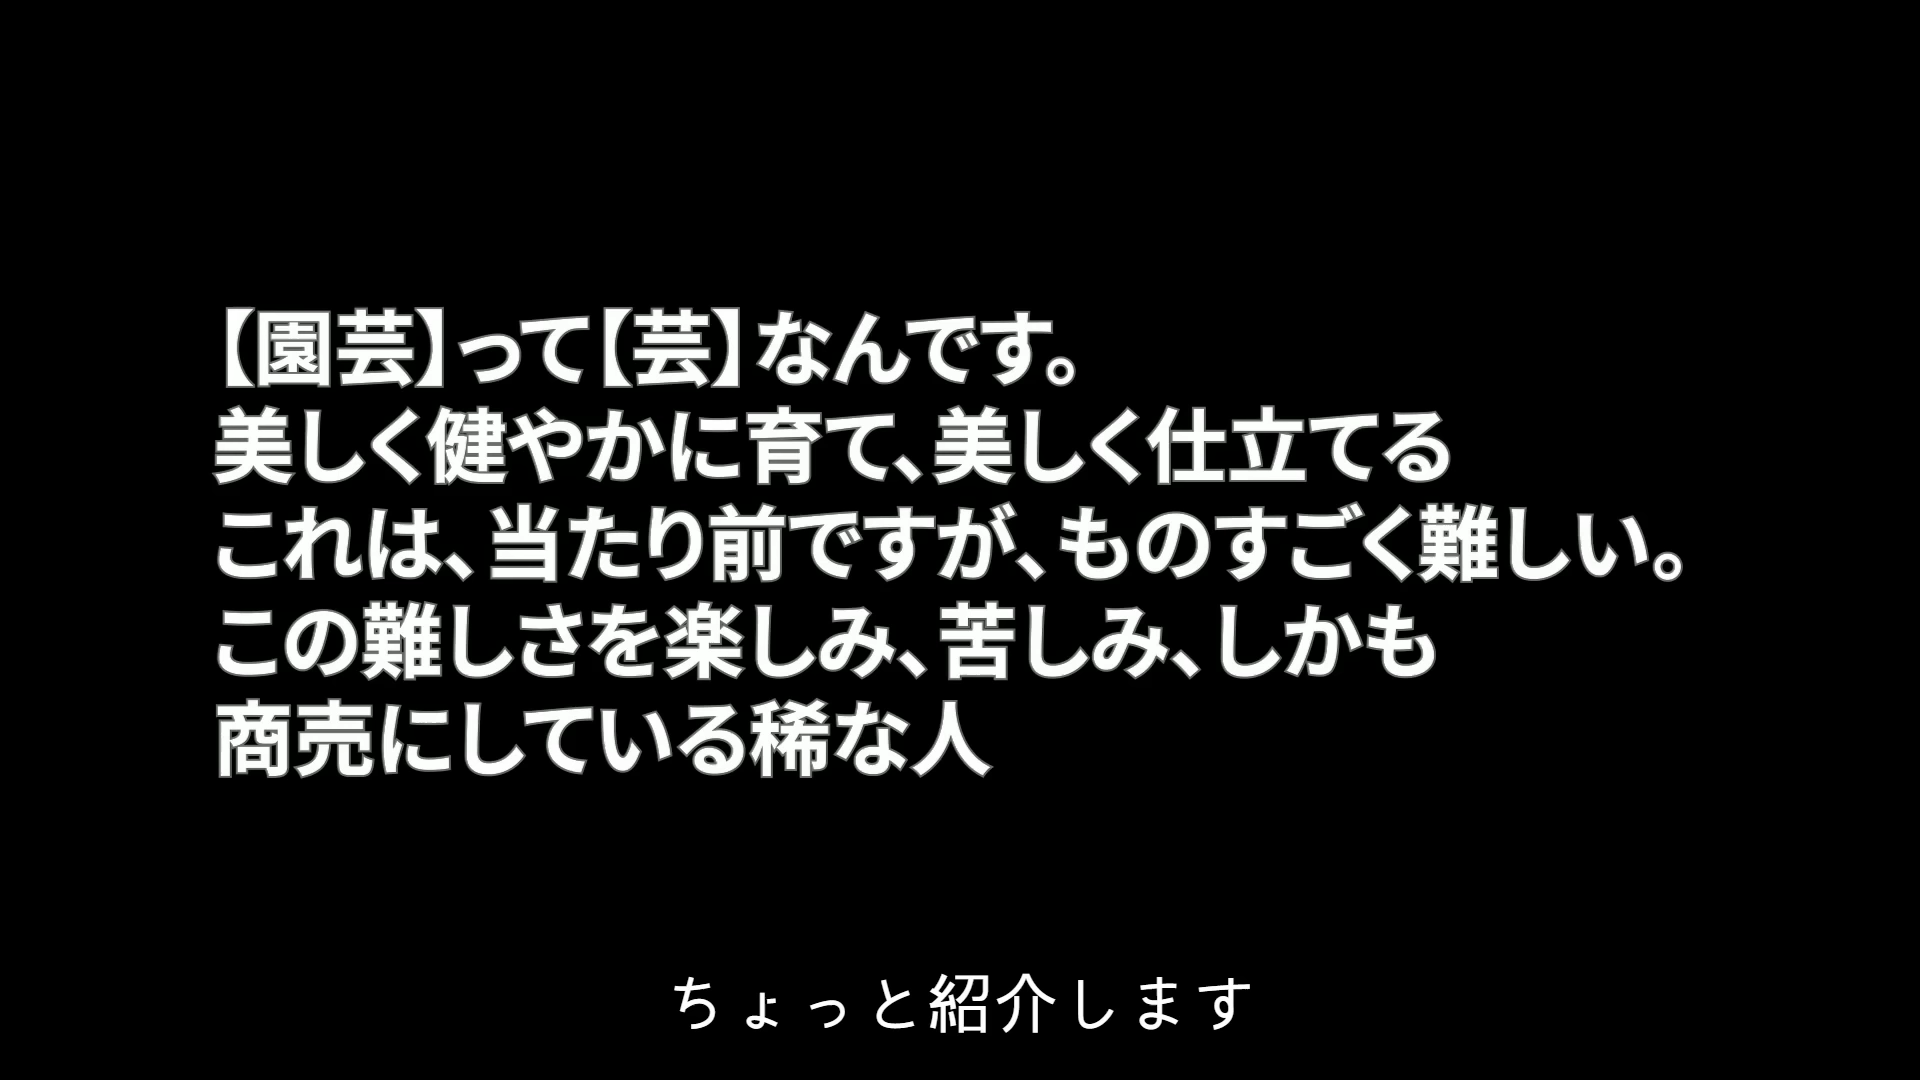 【園芸】って【芸】なんです。
美しく健やかに育て、美しく仕立てる
これは、当たり前ですが、ものすごく難しい。
この難しさを楽しみ、苦しみ、しかも
商売にしている稀な人
ちょっと紹介します